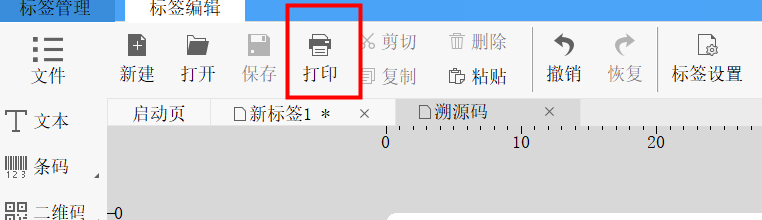 标签管理 标签编辑
文件 新建 打开 保存 打印 剪切 复制 删除 粘贴 撤销 恢复 标签设置
启动页 新标签1 * × 溯源码 ×
文本
0 10 20
条码
二维码
0